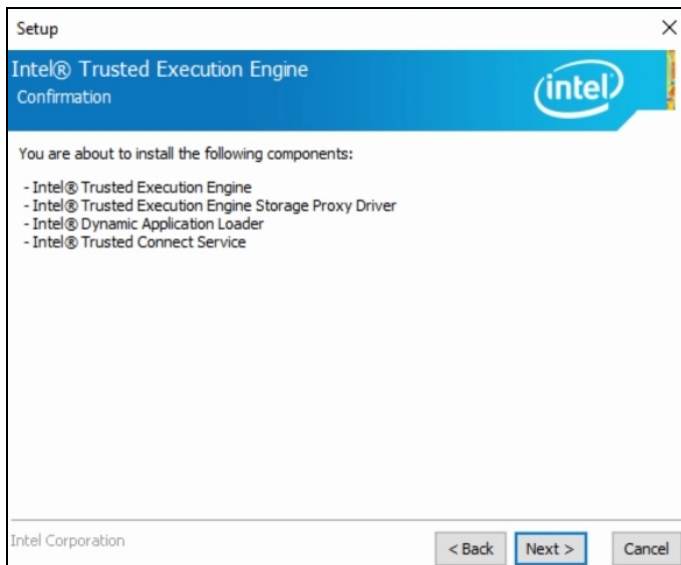 Setup
Intel® Trusted Execution Engine
Confirmation
intel
You are about to install the following components:
- Intel® Trusted Execution Engine
- Intel® Trusted Execution Engine Storage Proxy Driver
- Intel® Dynamic Application Loader
- Intel® Trusted Connect Service
Intel Corporation
< Back Next > Cancel